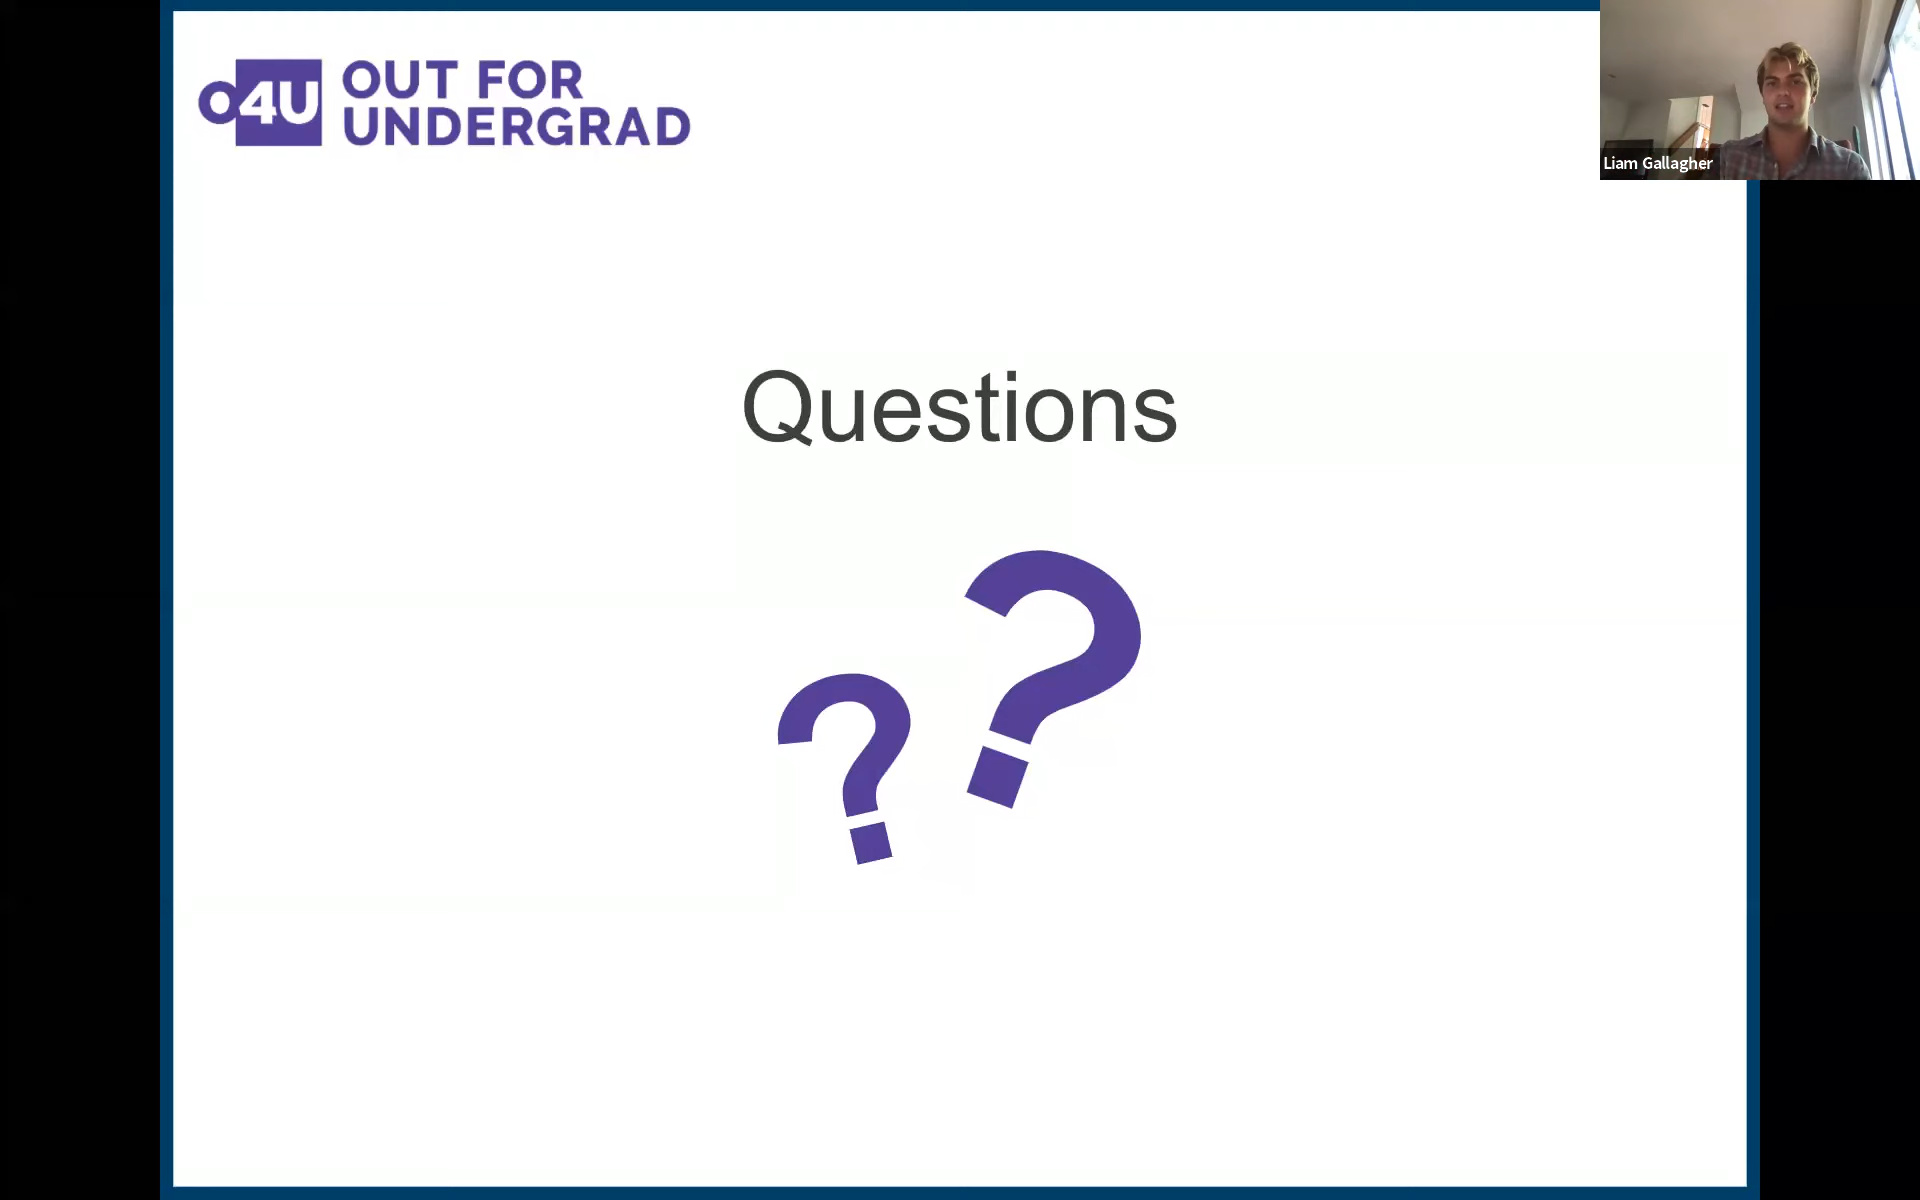 o4U OUT FOR
UNDERGRAD
Liam Gallagher
Questions
? ?